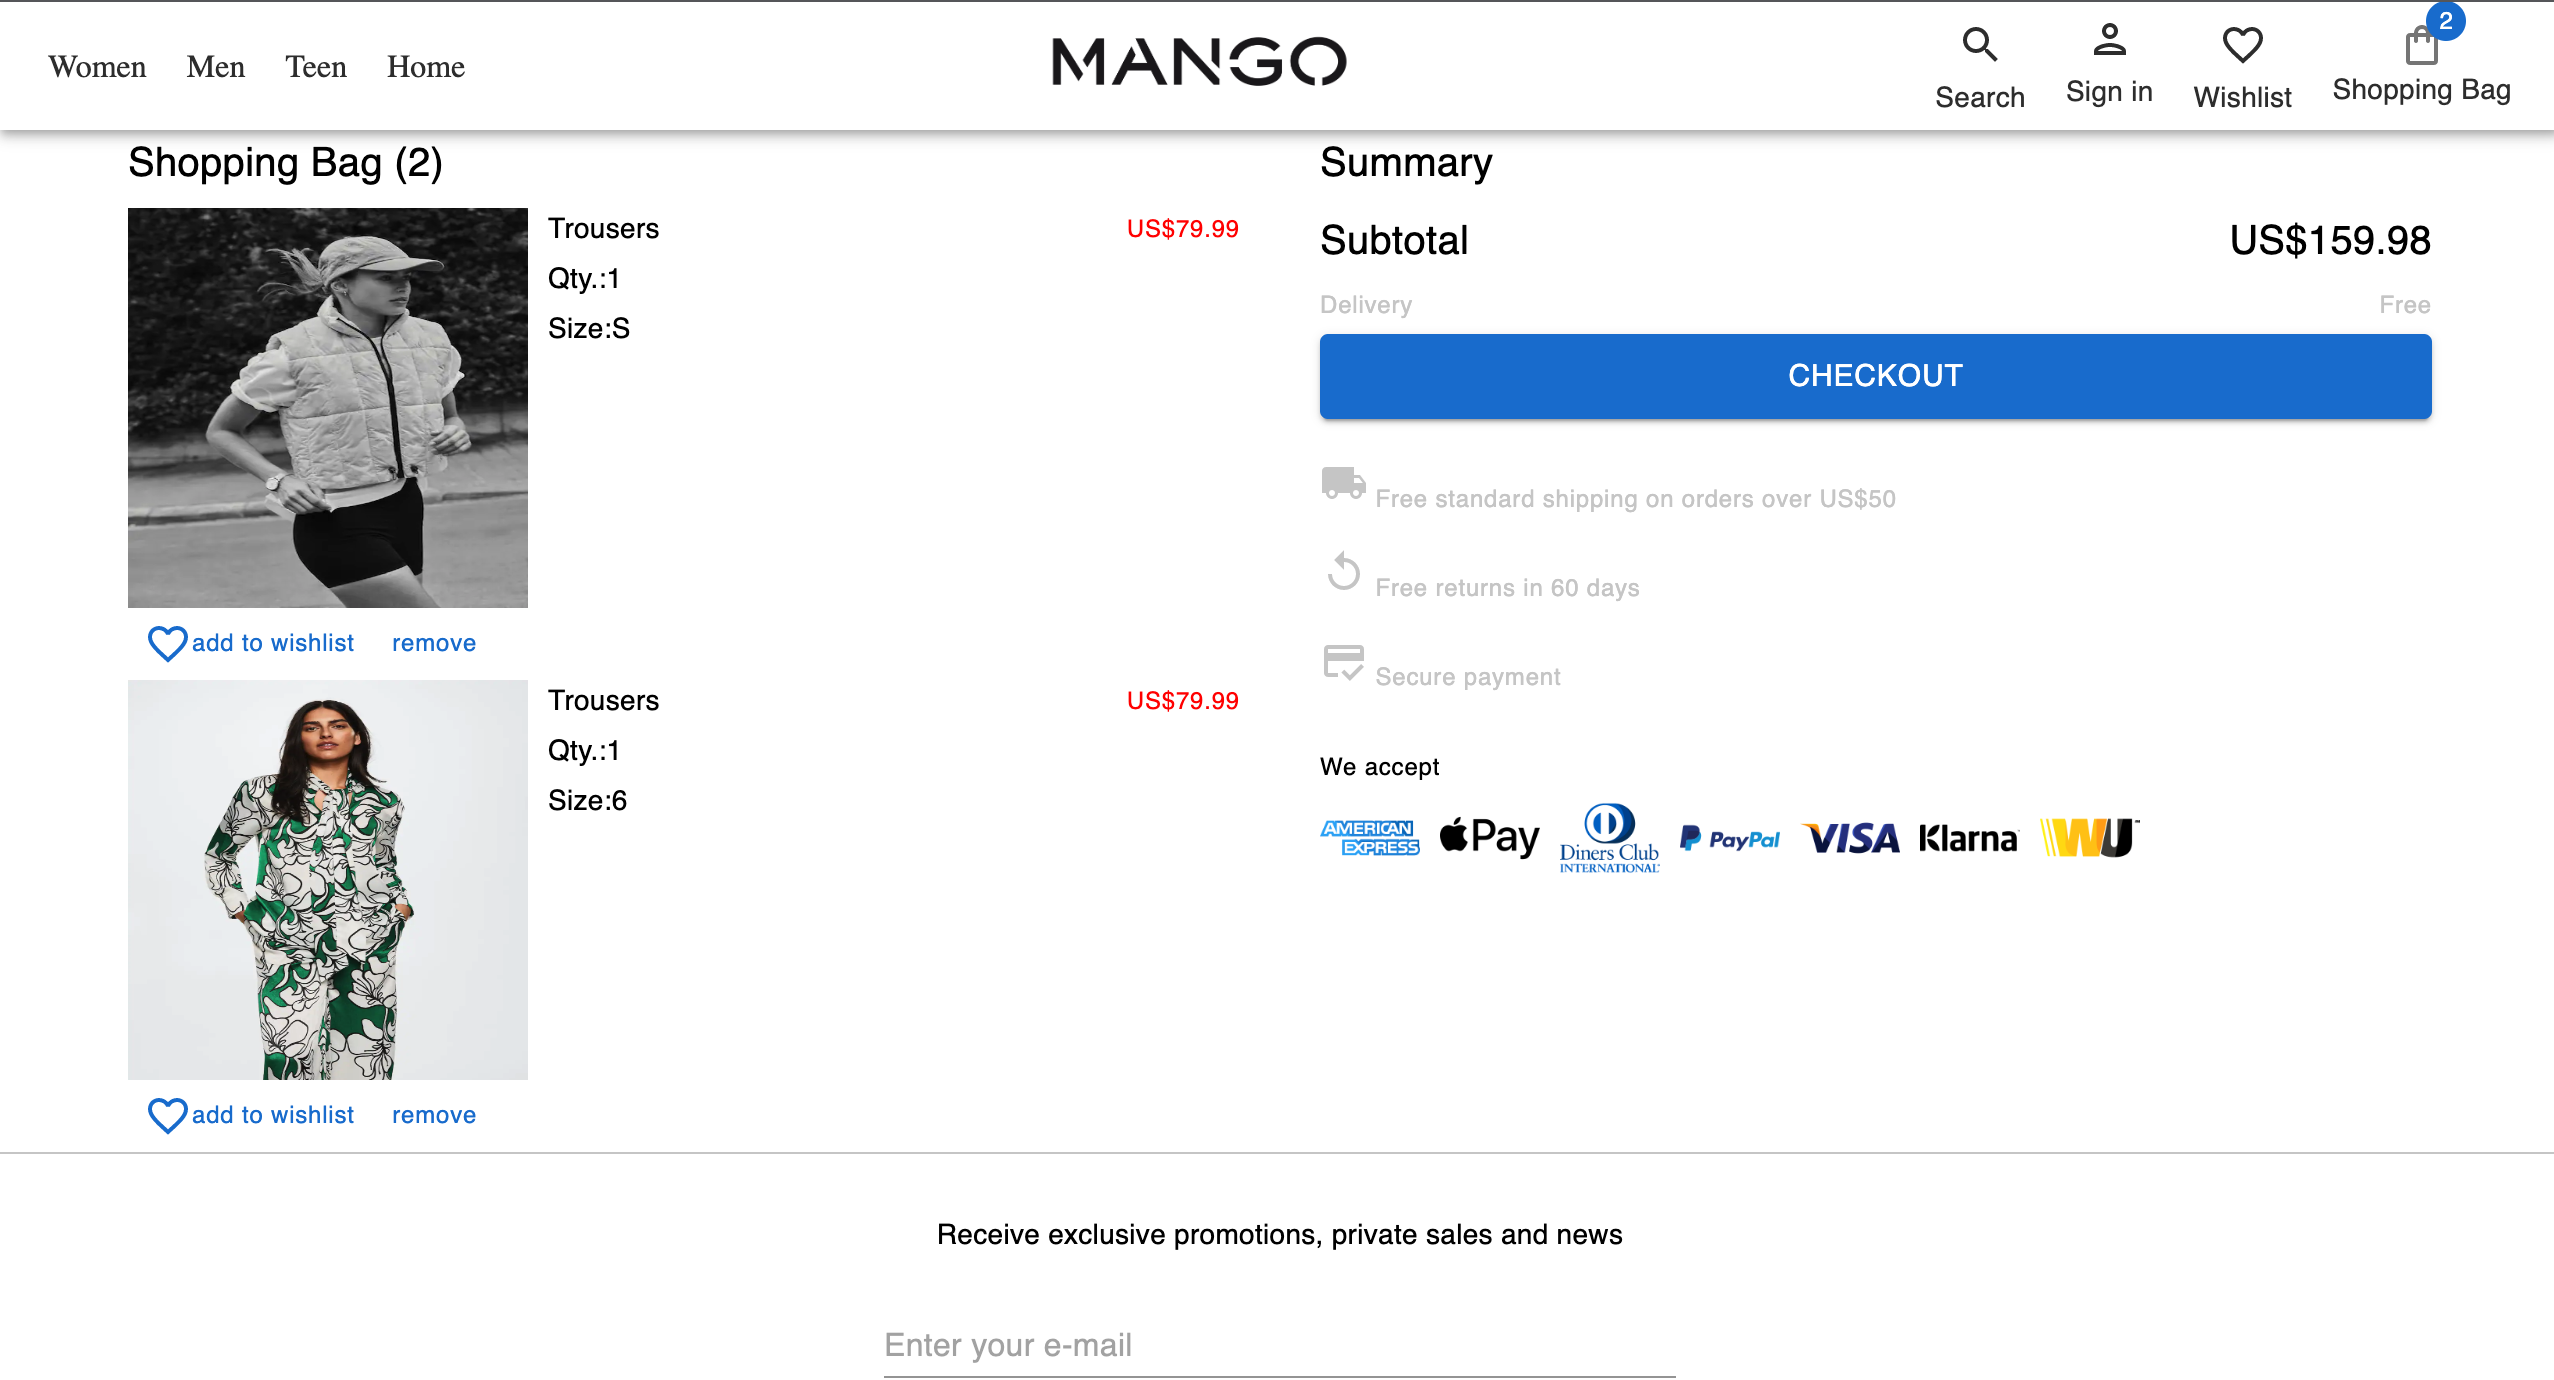 Women Men Teen Home
MANGO
Search
Sign in
Wishlist
2
Shopping Bag
Shopping Bag (2)
Trousers US$79.99
Qty.:1
Size:S
add to wishlist remove
Trousers US$79.99
Qty.:1
Size:6
add to wishlist remove
Summary
Subtotal US$159.98
Delivery Free
CHECKOUT
Free standard shipping on orders over US$50
Free returns in 60 days
Secure payment
We accept
AMERICAN EXPRESS
Pay
Diners Club INTERNATIONAL
PayPal
VISA
Klarna
WU
Receive exclusive promotions, private sales and news
Enter your e-mail